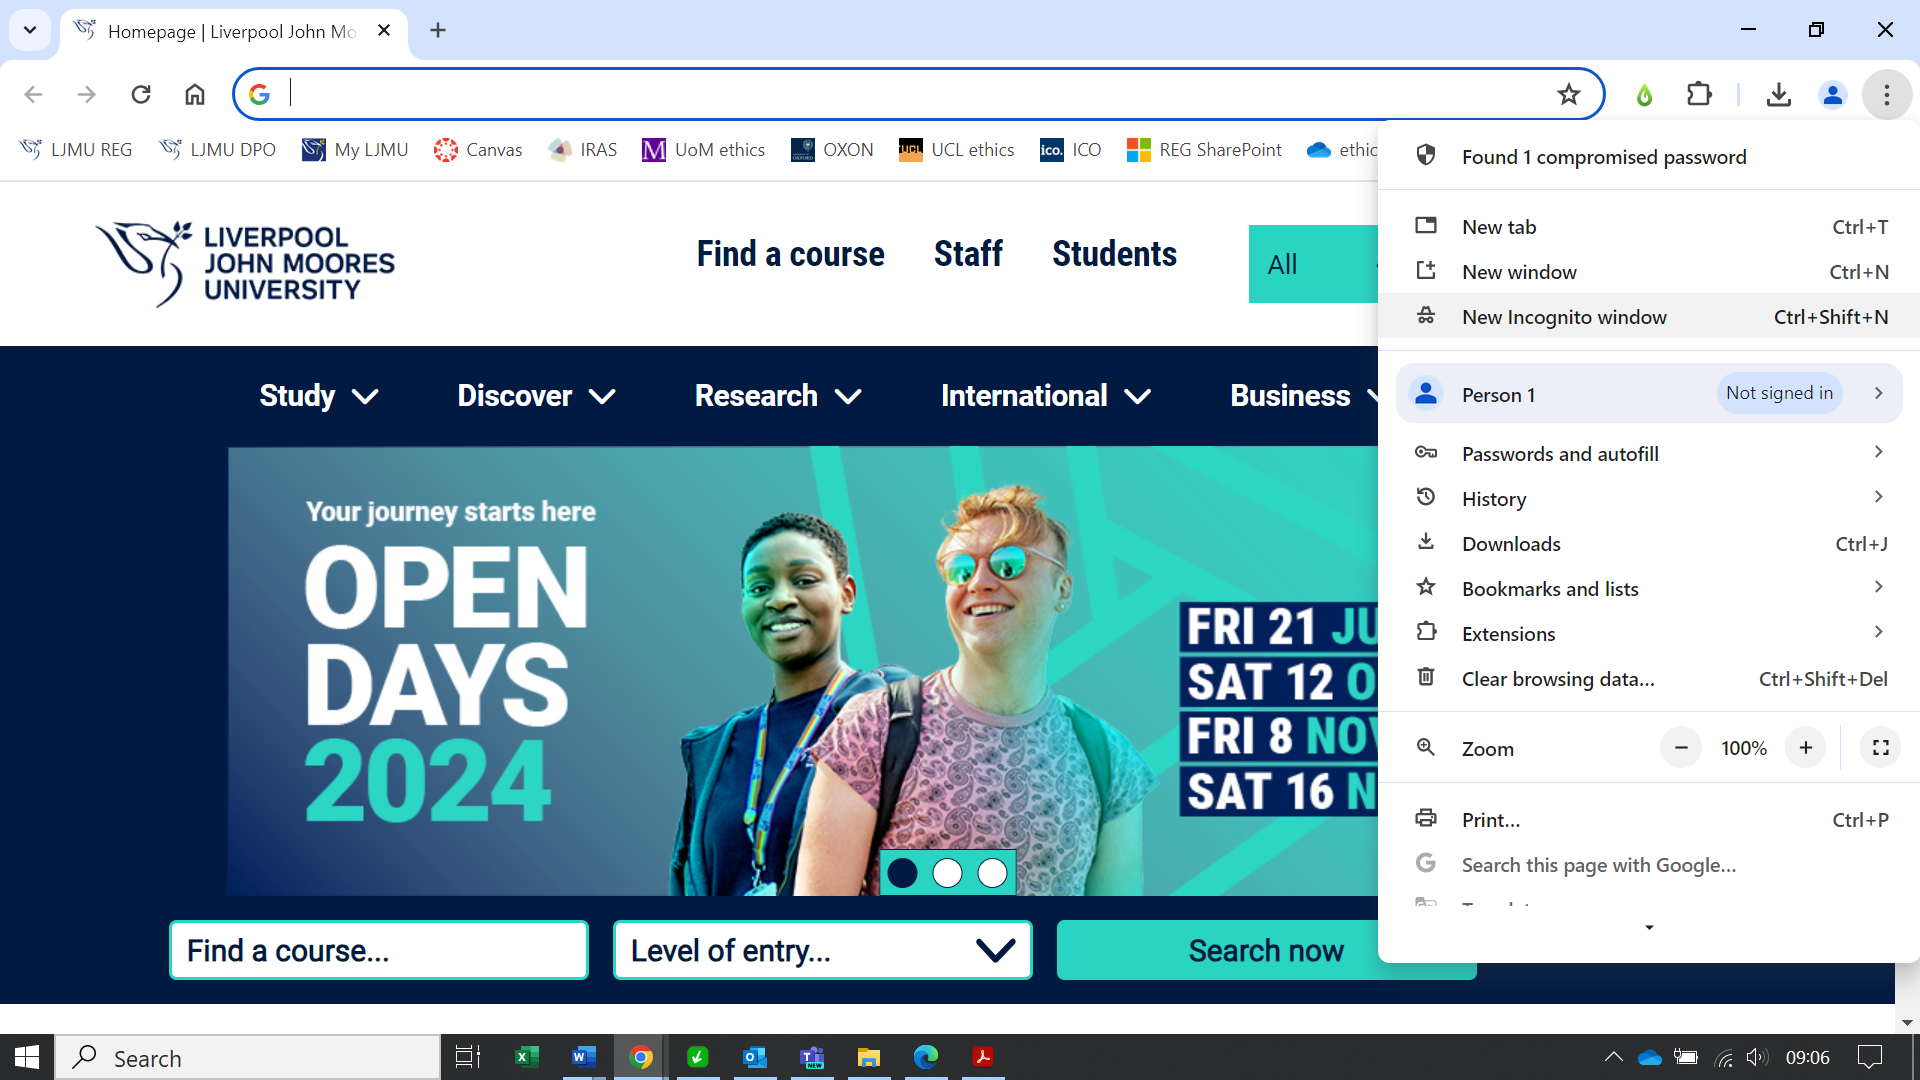 Homepage | Liverpool John Mo
LJMU REG
LJMU DPO
My LJMU
Canvas
IRAS
UoM ethics
OXON
UCL ethics
ico.
ICO
REG SharePoint
ethic
LIVERPOOL
JOHN MOORES
UNIVERSITY
Find a course
Staff
Students
All
Study
Discover
Research
International
Business
Your journey starts here
OPEN
DAYS
2024
FRI 21 JU
SAT 12 O
FRI 8 NOV
SAT 16 N
Find a course...
Level of entry...
Search now
Found 1 compromised password
New tab Ctrl+T
New window Ctrl+N
New Incognito window Ctrl+Shift+N
Person 1 Not signed in
Passwords and autofill
History
Downloads Ctrl+J
Bookmarks and lists
Extensions
Clear browsing data... Ctrl+Shift+Del
Zoom 100%
Print... Ctrl+P
Search this page with Google...
Search
09:06